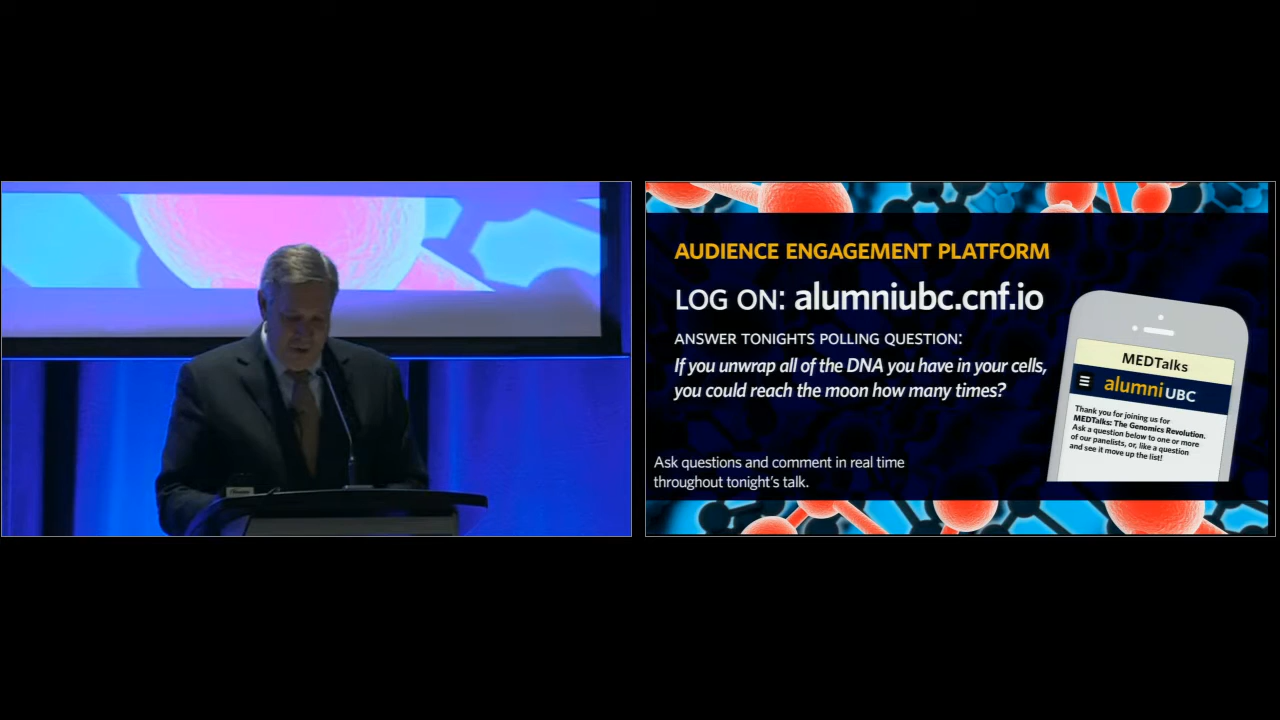 AUDIENCE ENGAGEMENT PLATFORM
LOG ON: alumniubc.cnf.io
ANSWER TONIGHTS POLLING QUESTION:
If you unwrap all of the DNA you have in your cells,
you could reach the moon how many times?
Ask questions and comment in real time
throughout tonight's talk.
MEDTalks
alumni UBC
Thank you for joining us for
MEDTalks: The Genomics Revolution.
Ask a question below to one or more
of our panelists, or, like a question
and see it move up the list!